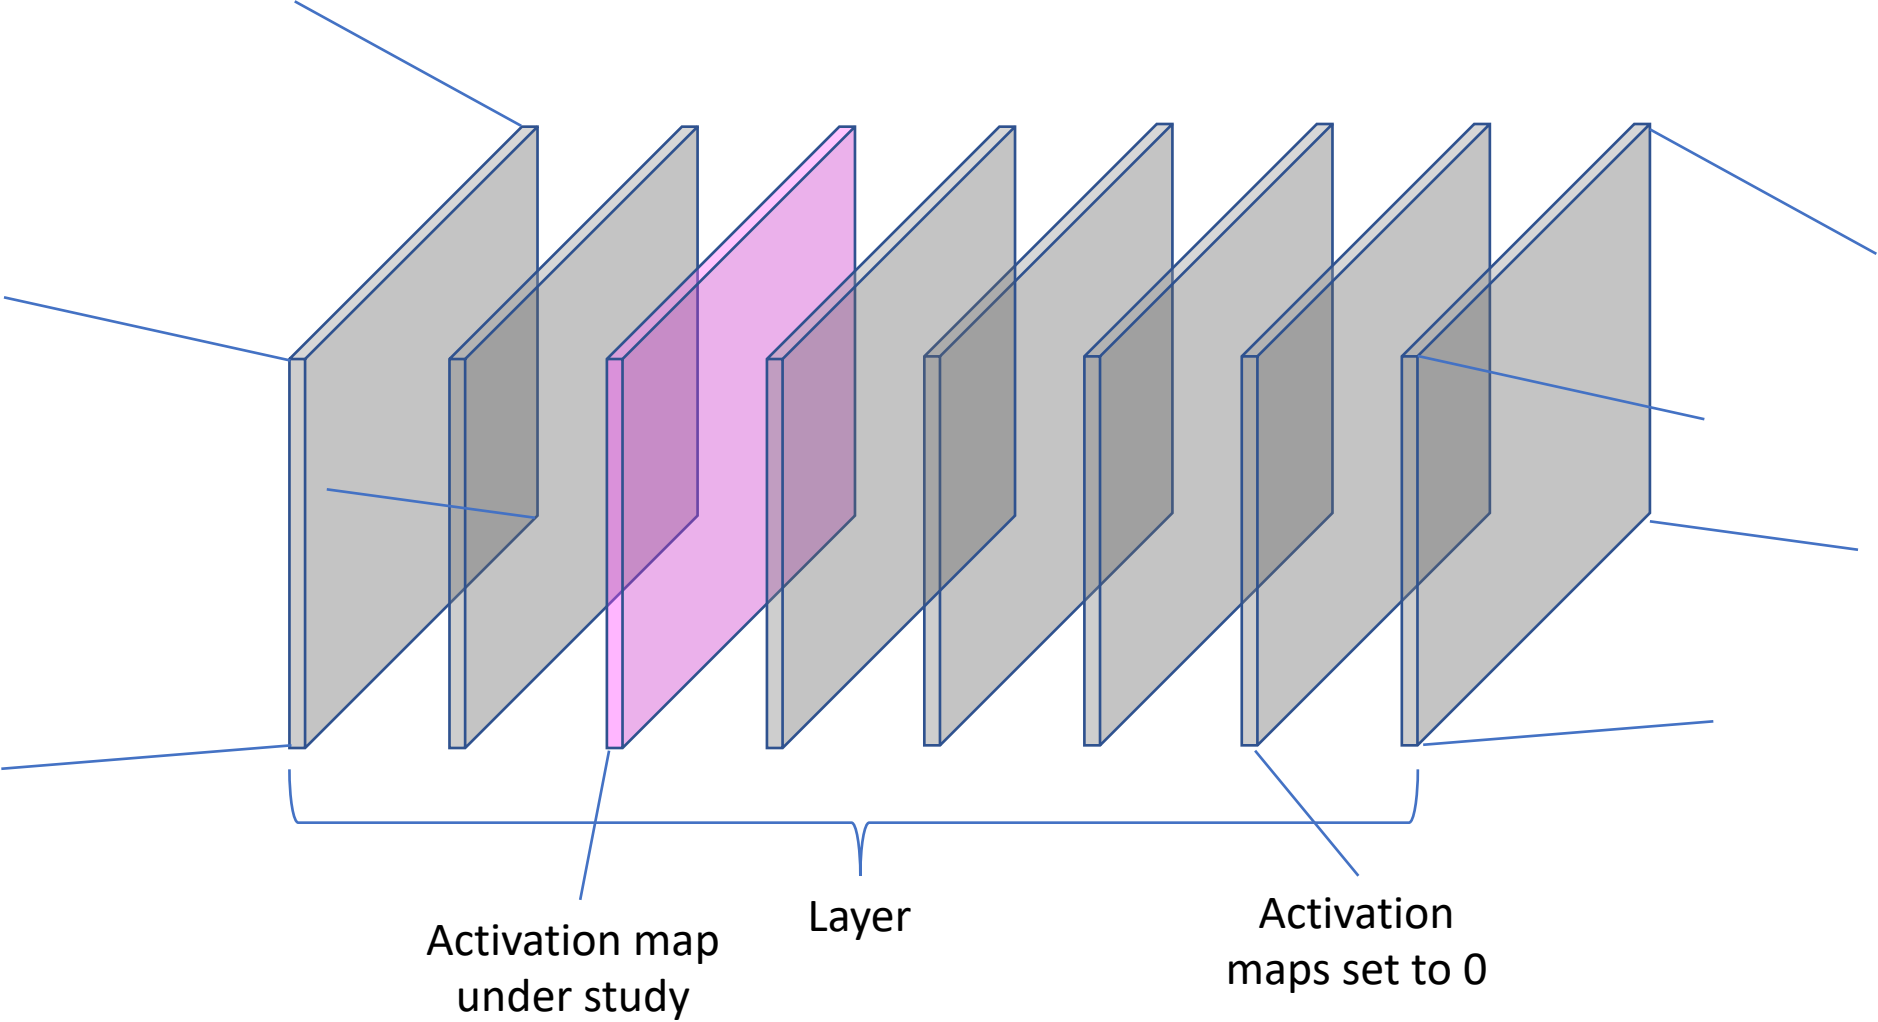 Activation map
under study
Layer
Activation
maps set to 0